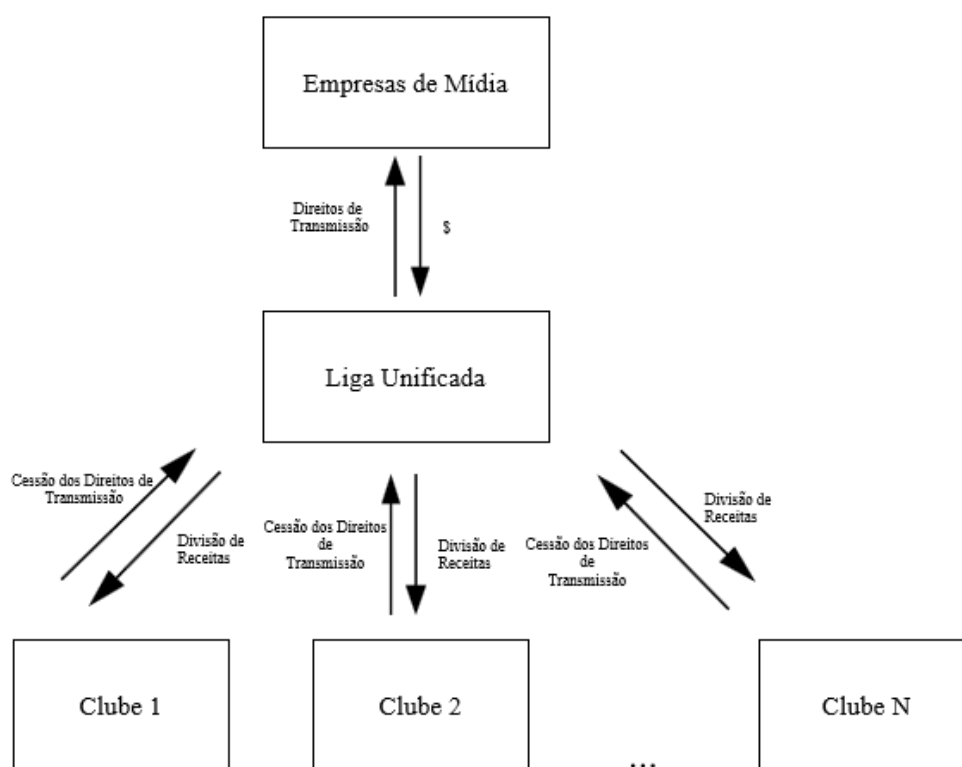 Empresas de Mídia
Direitos de
Transmissão
$
Liga Unificada
Cessão dos Direitos de
Transmissão
Divisão de
Receitas
Cessão dos Direitos
de
Transmissão
Divisão de
Receitas
Cessão dos Direitos
de
Transmissão
Divisão de
Receitas
Clube 1
Clube 2
...
Clube N